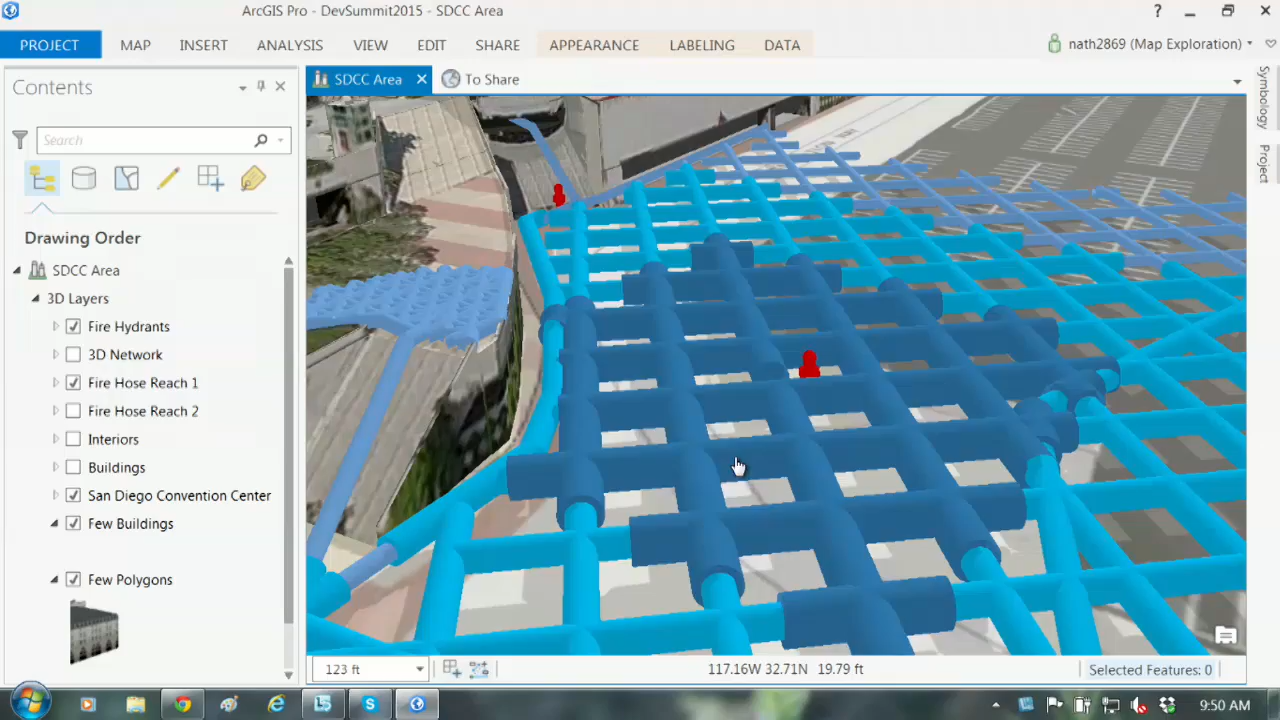 ArcGIS Pro - DevSummit2015 - SDCC Area
PROJECT MAP INSERT ANALYSIS VIEW EDIT SHARE APPEARANCE LABELING DATA nath2869 (Map Exploration)
Contents
SDCC Area To Share
Search
Drawing Order
SDCC Area
3D Layers
Fire Hydrants
3D Network
Fire Hose Reach 1
Fire Hose Reach 2
Interiors
Buildings
San Diego Convention Center
Few Buildings
Few Polygons
Symbology
Project
123 ft 117.16W 32.71N 19.79 ft Selected Features: 0
9:50 AM